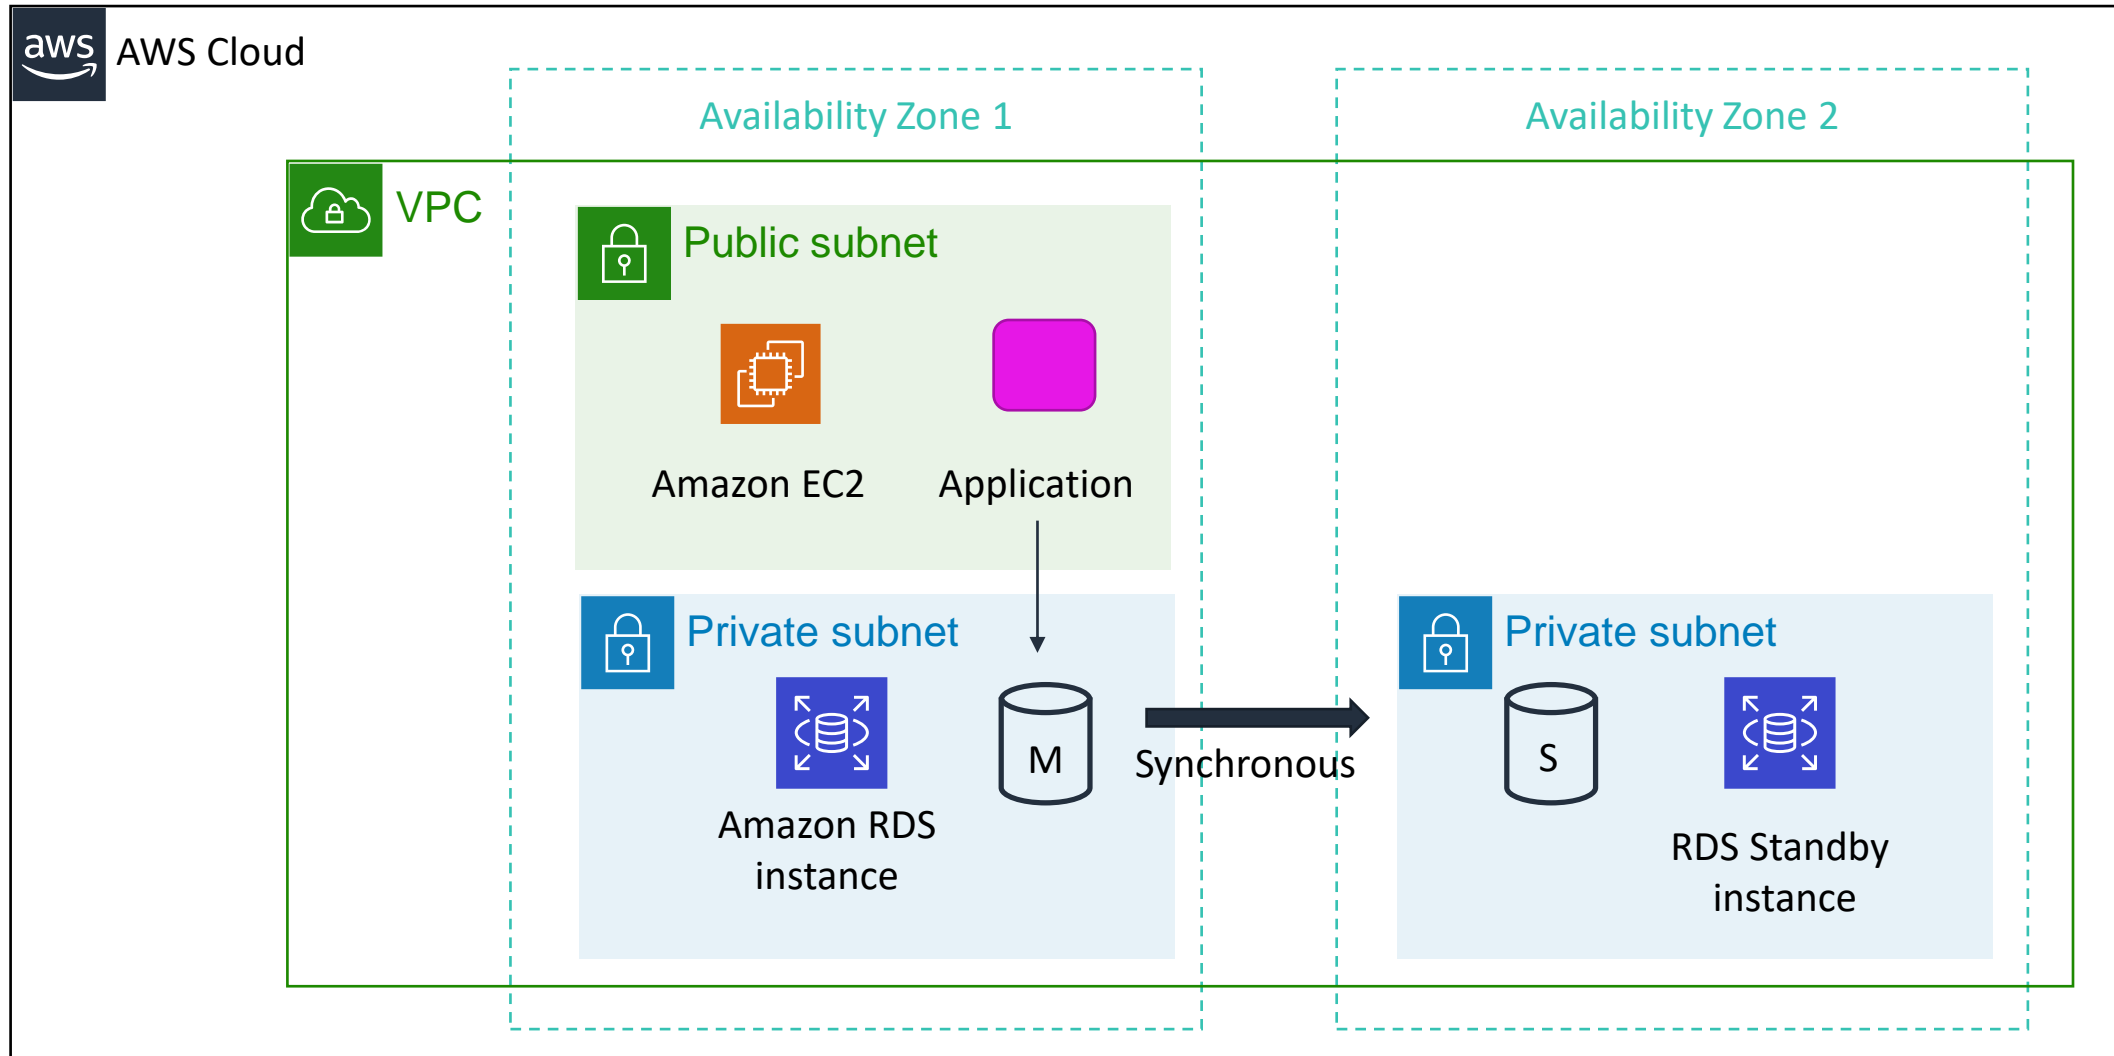 aws
AWS Cloud
Availability Zone 1
Availability Zone 2
VPC
Public subnet
Amazon EC2
Application
Private subnet
M
Amazon RDS
instance
Synchronous
Private subnet
S
RDS Standby
instance